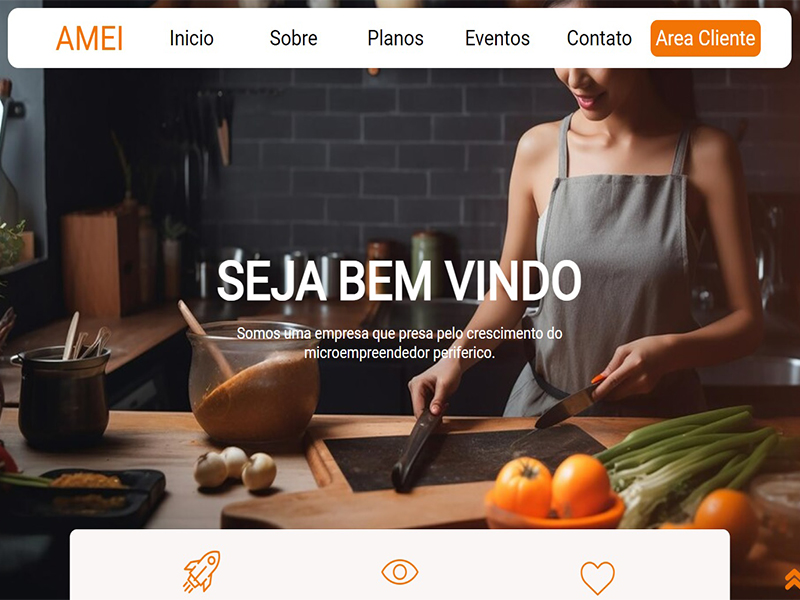 AMEI
Inicio
Sobre
Planos
Eventos
Contato
Area Cliente
SEJA BEM VINDO
Somos uma empresa que presa pelo crescimento do
microempreendedor periferico.